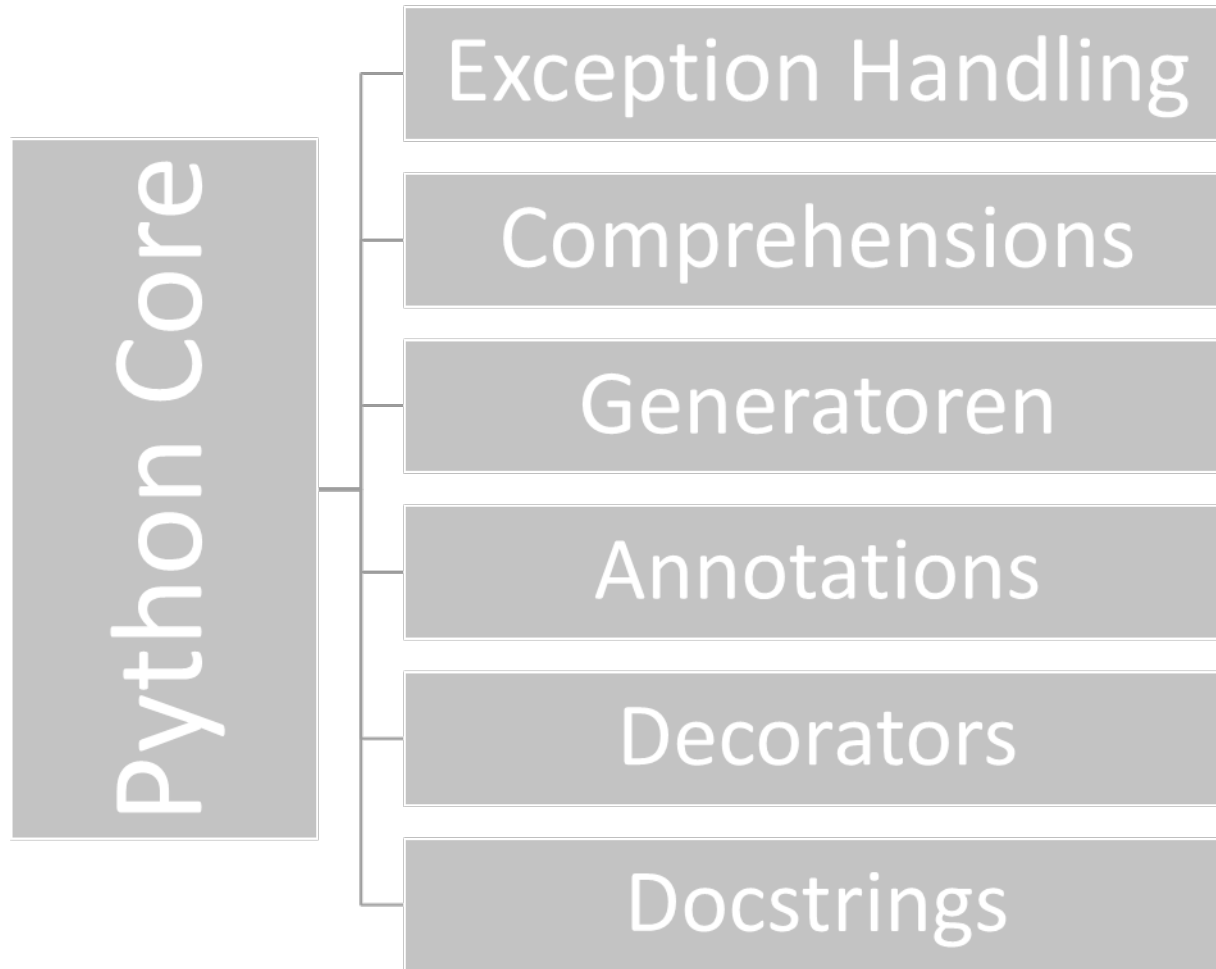 Python Core
Exception Handling
Comprehensions
Generatoren
Annotations
Decorators
Docstrings